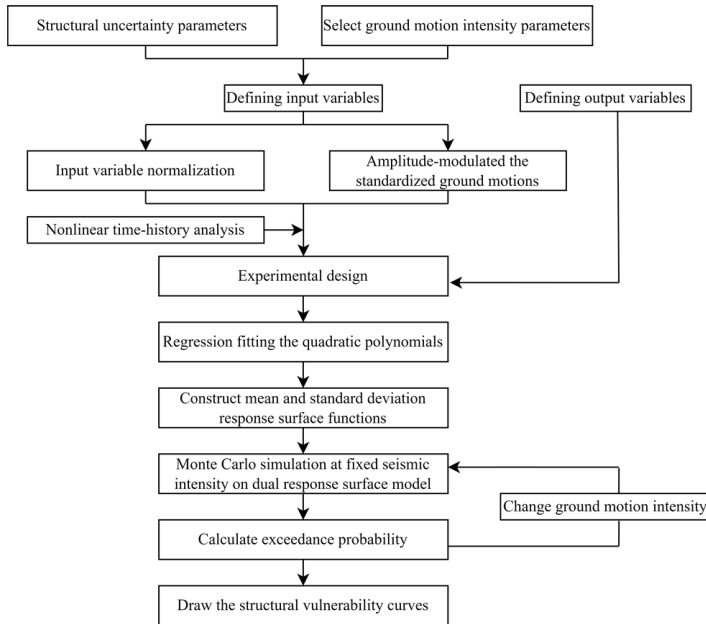 Structural uncertainty parameters
Select ground motion intensity parameters
Defining input variables
Defining output variables
Input variable normalization
Amplitude-modulated the
standardized ground motions
Nonlinear time-history analysis
Experimental design
Regression fitting the quadratic polynomials
Construct mean and standard deviation
response surface functions
Monte Carlo simulation at fixed seismic
intensity on dual response surface model
Change ground motion intensity
Calculate exceedance probability
Draw the structural vulnerability curves